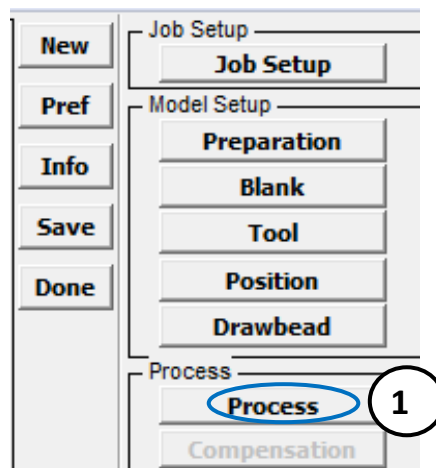 New
Pref
Info
Save
Done
Job Setup
Job Setup
Model Setup
Preparation
Blank
Tool
Position
Drawbead
Process
Process
1
Compensation